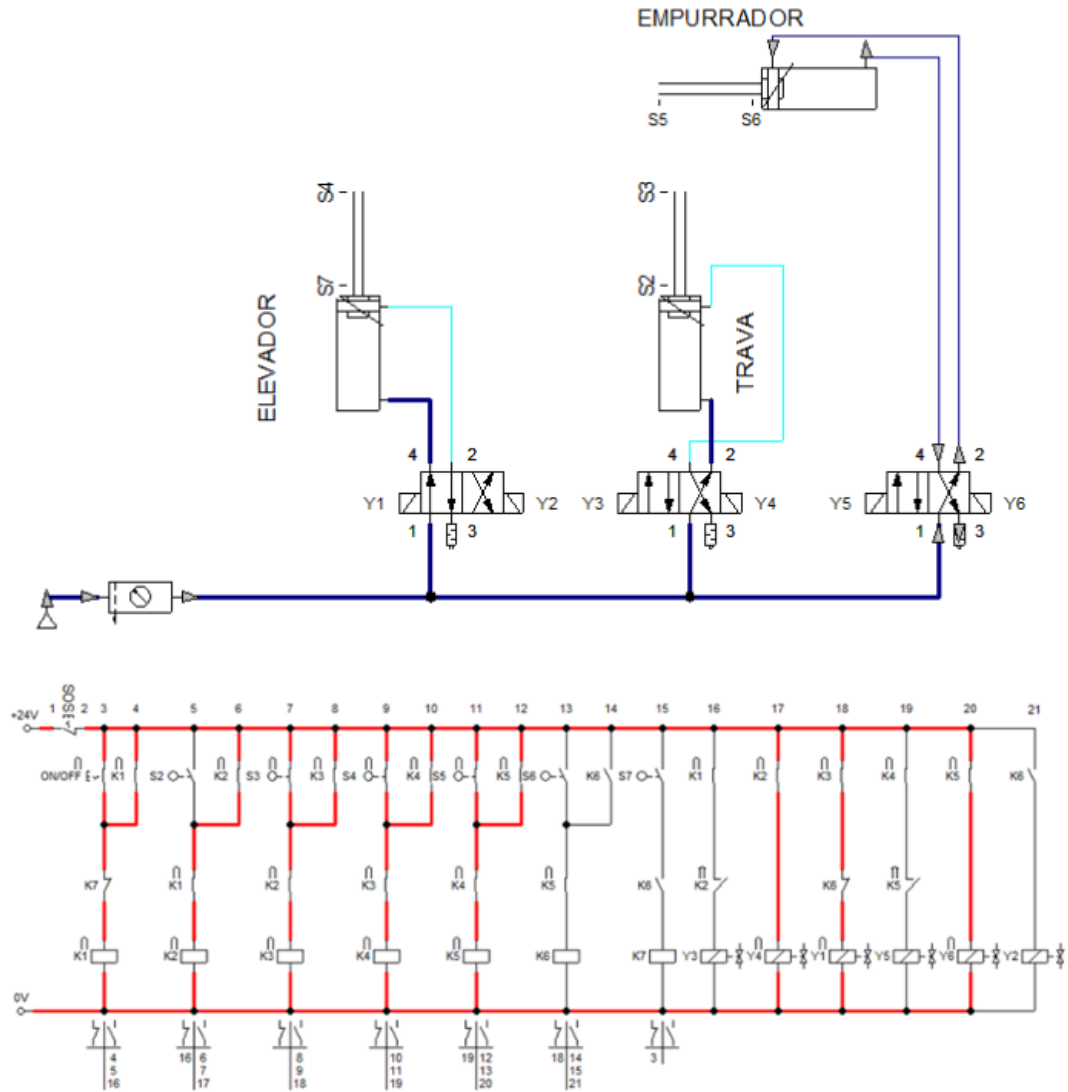 EMPURRADOR
S5 S6
S4
S7
ELEVADOR
S3
S2
TRAVA
4 2 4 2 4 2
Y1 Y2 Y3 Y4 Y5 Y6
1 3 1 3 1 3
SOS
+24V 1 2 3 4 5 6 7 8 9 10 11 12 13 14 15 16 17 18 19 20 21
ON/OFF E K1 S2 K2 S3 K3 S4 K4 S5 K5 S6 K6 S7 K1 K2 K3 K4 K5 K6
K7 K1 K2 K3 K4 K5 K6 K2 K6 K5
K1 K2 K3 K4 K5 K6 K7 Y3 Y4 Y1 Y5 Y6 Y2
0V
4 16 6 8 10 19 12 18 14 3
5 7 9 11 13 15
16 17 18 19 20 21